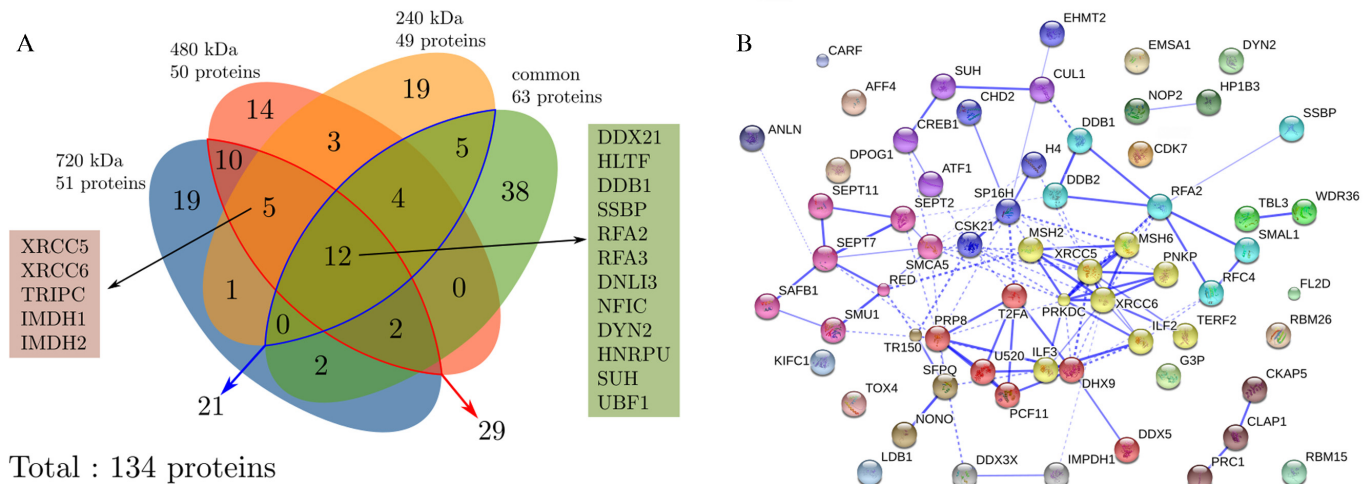 A
240 kDa
49 proteins
480 kDa
50 proteins
common
63 proteins
720 kDa
51 proteins
14
19
3
5
10
19
5
4
38
12
1
0
0
2
2
21
29
XRCC5
XRCC6
TRIPC
IMDH1
IMDH2
DDX21
HLTF
DDB1
SSBP
RFA2
RFA3
DNLI3
NFIC
DYN2
HNRPU
SUH
UBF1
Total : 134 proteins
B
EHMT2
CARF
EMSA1
DYN2
SUH
CUL1
AFF4
CHD2
NOP2
HP1B3
SSBP
ANLN
CREB1
DDB1
H4
CDK7
DPOG1
ATF1
DDB2
SEPT11
SEPT2
SP16H
RFA2
TBL3
WDR36
SEPT7
CSK21
MSH2
MSH6
SMAL1
SMCA5
XRCC5
PNKP
RFC4
RED
SAFB1
PRKDC
XRCC6
FL2D
SMU1
PRP8
T2FA
ILF2
TERF2
RBM26
TR150
KIFC1
U520
ILF3
G3P
SFPQ
DHX9
TOX4
PCF11
CKAP5
NONO
CLAP1
DDX5
LDB1
DDX3X
IMPDH1
PRC1
RBM15